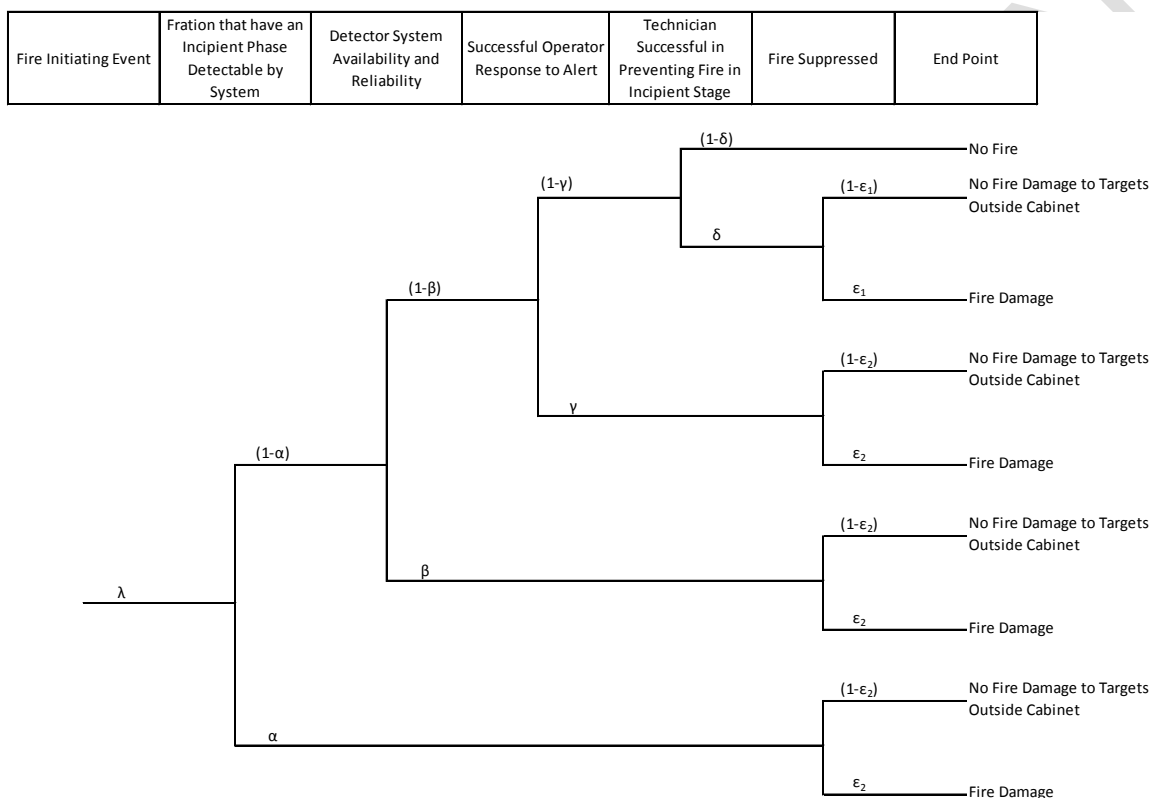 Fire Initiating Event
Fration that have an
Incipient Phase
Detectable by
System
Detector System
Availability and
Reliability
Successful Operator
Response to Alert
Technician
Successful in
Preventing Fire in
Incipient Stage
Fire Suppressed
End Point
(1-δ)
No Fire
(1-γ)
(1-ε₁)
No Fire Damage to Targets
Outside Cabinet
δ
(1-β)
ε₁
Fire Damage
(1-ε₂)
No Fire Damage to Targets
Outside Cabinet
γ
(1-α)
ε₂
Fire Damage
(1-ε₂)
No Fire Damage to Targets
Outside Cabinet
β
λ
ε₂
Fire Damage
(1-ε₂)
No Fire Damage to Targets
Outside Cabinet
α
ε₂
Fire Damage